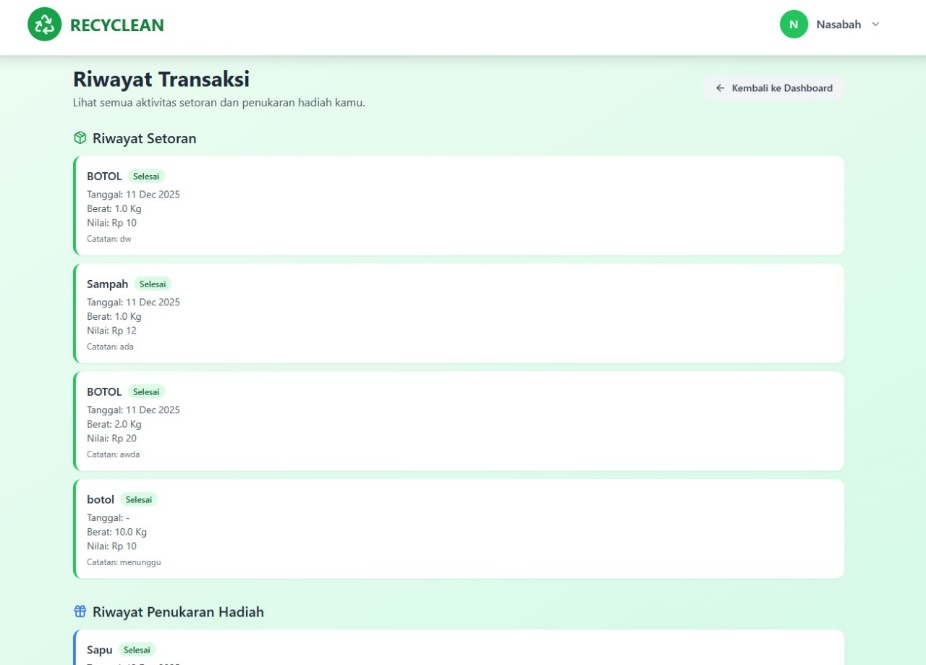 RECYCLEAN
N Nasabah
Riwayat Transaksi
Lihat semua aktivitas setoran dan penukaran hadiah kamu.
Kembali ke Dashboard
Riwayat Setoran
BOTOL Selesai
Tanggal: 11 Dec 2025
Berat: 1.0 Kg
Nilai: Rp 10
Catatan: dw
Sampah Selesai
Tanggal: 11 Dec 2025
Berat: 1.0 Kg
Nilai: Rp 12
Catatan: ada
BOTOL Selesai
Tanggal: 11 Dec 2025
Berat: 2.0 Kg
Nilai: Rp 20
Catatan: awda
botol Selesai
Tanggal: -
Berat: 10.0 Kg
Nilai: Rp 10
Catatan: menunggu
Riwayat Penukaran Hadiah
Sapu Selesai